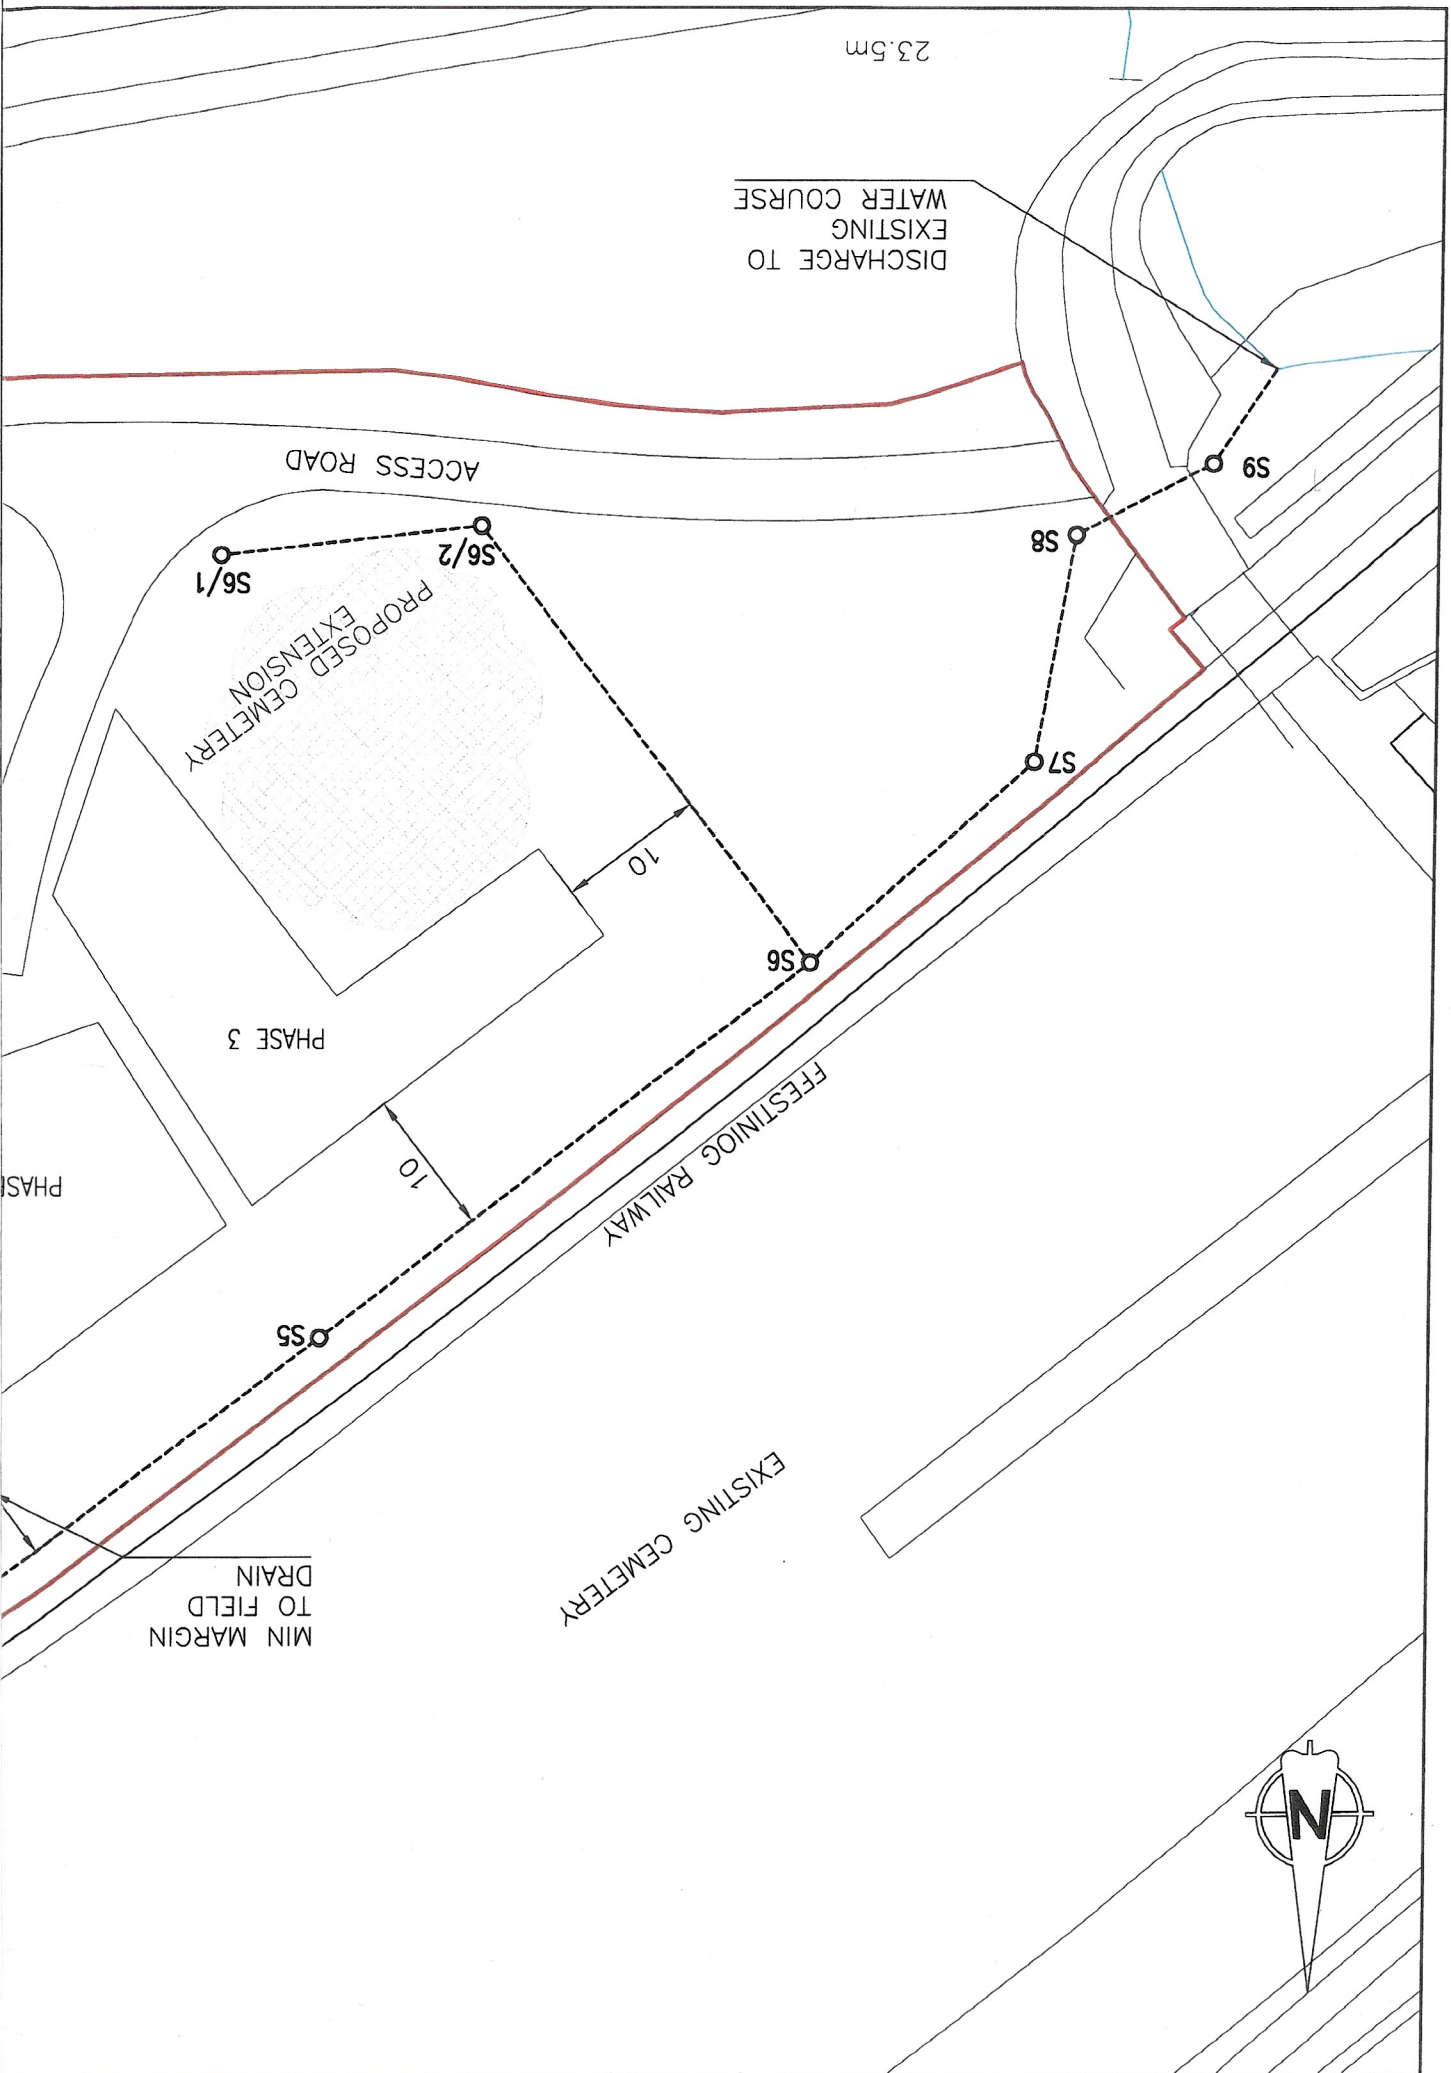 N
MIN MARGIN
TO FIELD
DRAIN
EXISTING CEMETERY
S5
FFESTINIOG RAILWAY
10
PHASE
PHASE 3
S6
10
S7
PROPOSED CEMETERY
EXTENSION
S6/1
S6/2
S8
S9
ACCESS ROAD
DISCHARGE TO
EXISTING
WATER COURSE
23.5m